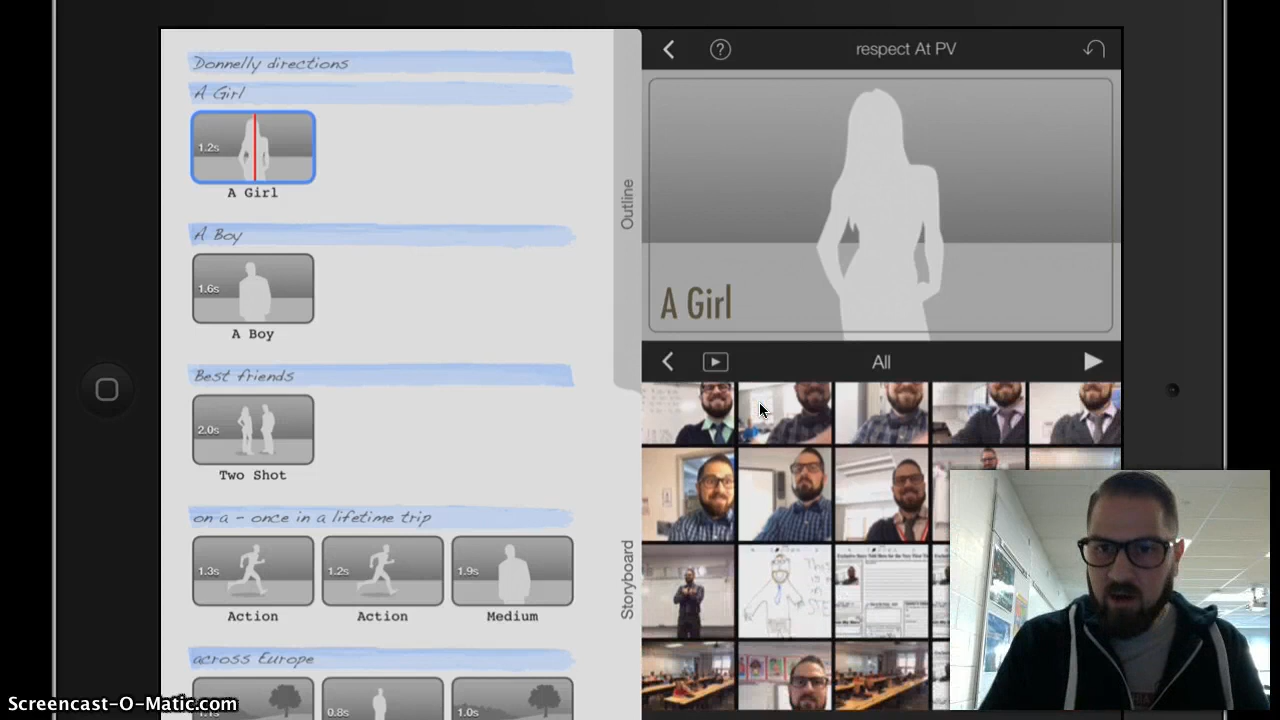 Donnelly directions
A Girl
1.2s
A Girl
A Boy
1.6s
A Boy
Best friends
2.0s
Two Shot
on a - once in a lifetime trip
1.3s
1.2s
1.9s
Action
Action
Medium
across Europe
0.8s
1.0s
Outline
Storyboard
?
respect At PV
A Girl
All
Screencast-O-Matic.com